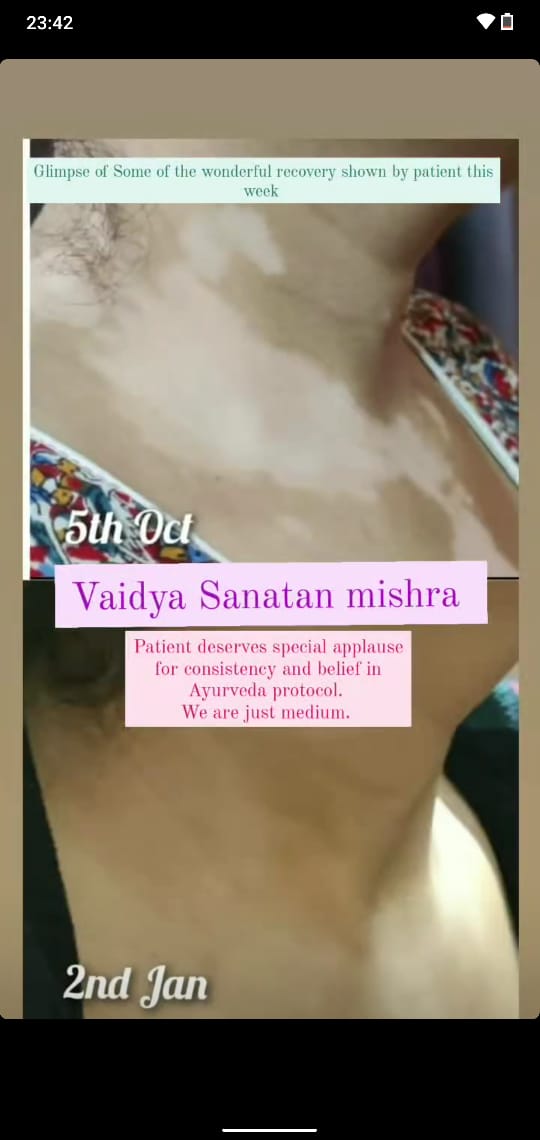 23:42
Glimpse of Some of the wonderful recovery shown by patient this
week
5th Oct
Vaidya Sanatan mishra
Patient deserves special applause
for consistency and belief in
Ayurveda protocol.
We are just medium.
2nd Jan